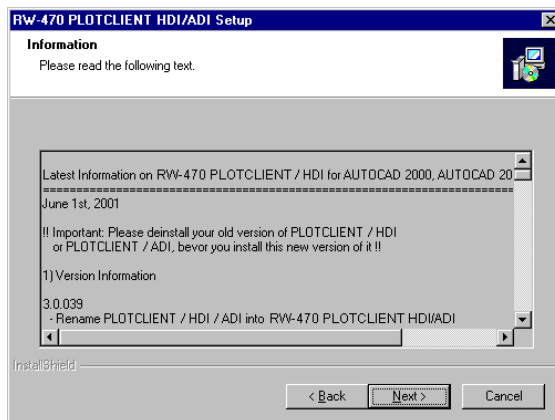 RW-470 PLOTCLIENT HDI/ADI Setup
Information
Please read the following text.
Latest Information on RW-470 PLOTCLIENT / HDI for AUTOCAD 2000, AUTOCAD 20
==========================================================================
June 1st, 2001
!! Important: Please deinstall your old version of PLOTCLIENT / HDI
or PLOTCLIENT / ADI, bevor you install this new version of it !!
1) Version Information
3.0.039
- Rename PLOTCLIENT / HDI / ADI into RW-470 PLOTCLIENT HDI/ADI
InstallShield
< Back Next > Cancel